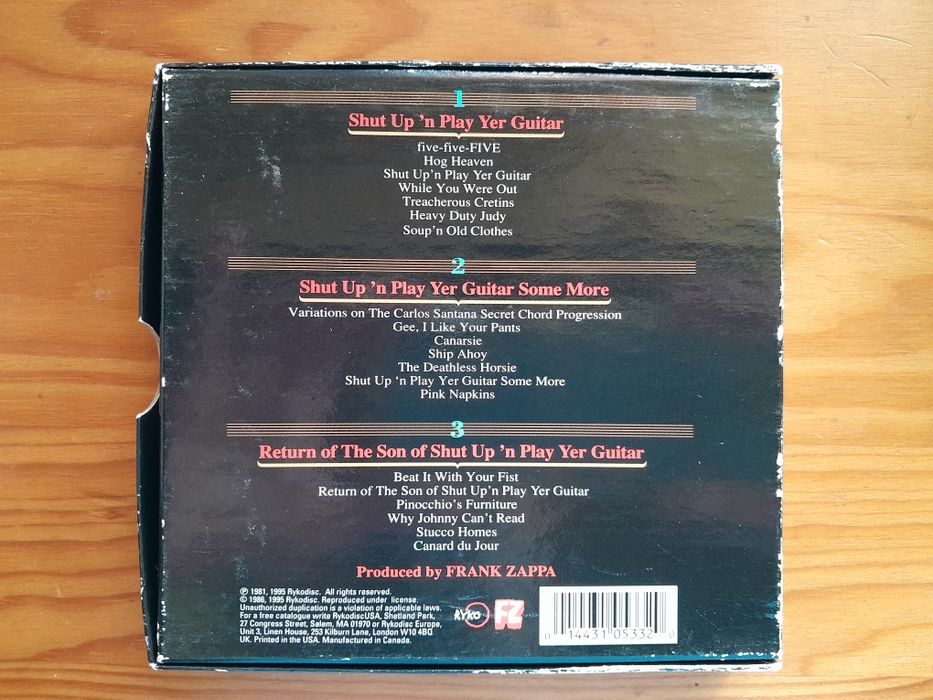 1
Shut Up 'n Play Yer Guitar
five-five-FIVE
Hog Heaven
Shut Up'n Play Yer Guitar
While You Were Out
Treacherous Cretins
Heavy Duty Judy
Soup'n Old Clothes
2
Shut Up 'n Play Yer Guitar Some More
Variations on The Carlos Santana Secret Chord Progression
Gee, I Like Your Pants
Canarsie
Ship Ahoy
The Deathless Horsie
Shut Up 'n Play Yer Guitar Some More
Pink Napkins
3
Return of The Son of Shut Up 'n Play Yer Guitar
Beat It With Your Fist
Return of The Son of Shut Up'n Play Yer Guitar
Pinocchio's Furniture
Why Johnny Can't Read
Stucco Homes
Canard du Jour
Produced by FRANK ZAPPA
℗ 1981, 1995 Rykodisc. All rights reserved.
© 1986, 1995 Rykodisc. Reproduced under license.
Unauthorized duplication is a violation of applicable laws.
For a free catalogue write RykodiscUSA, Shetland Park,
27 Congress Street, Salem, MA 01970 or Rykodisc Europe,
Unit 3, Linen House, 253 Kilburn Lane, London W10 4BQ
UK. Printed in the USA. Manufactured in Canada.
RYKO
FZ
0 14431 05332 0